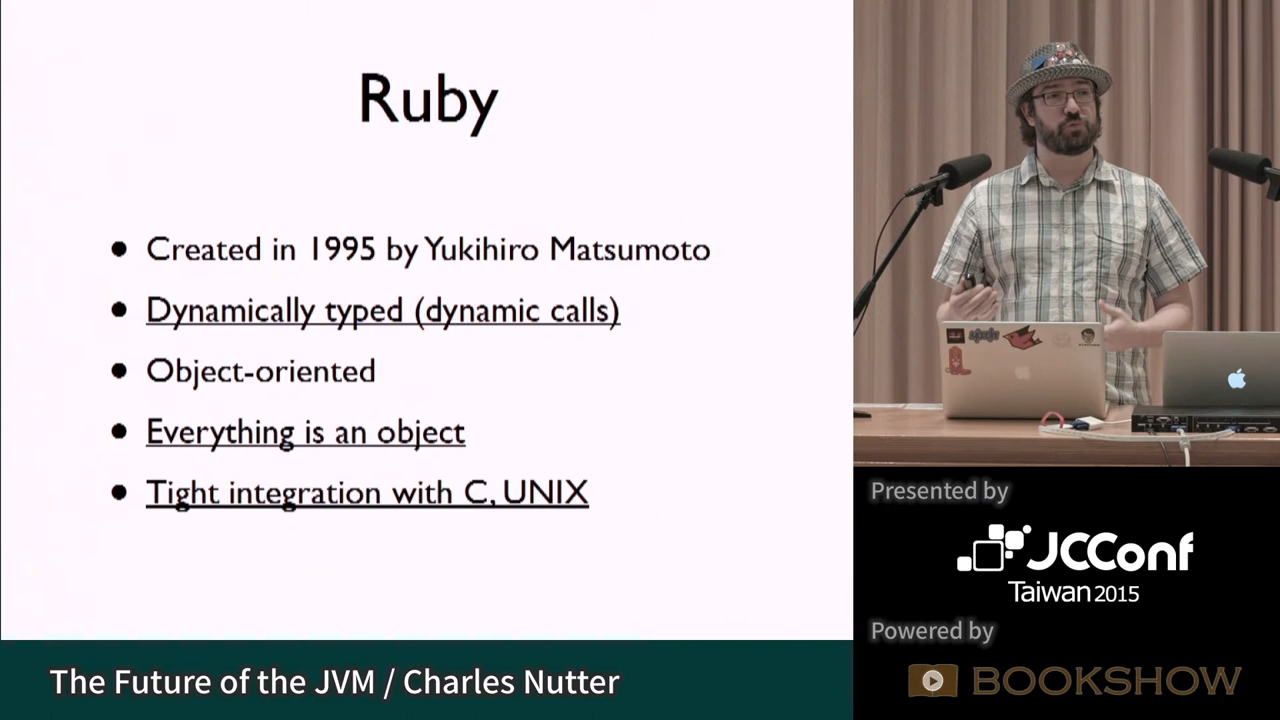 Ruby
Created in 1995 by Yukihiro Matsumoto
Dynamically typed (dynamic calls)
Object-oriented
Everything is an object
Tight integration with C, UNIX
Presented by
JCConf
Taiwan 2015
Powered by
BOOKSHOW
The Future of the JVM / Charles Nutter